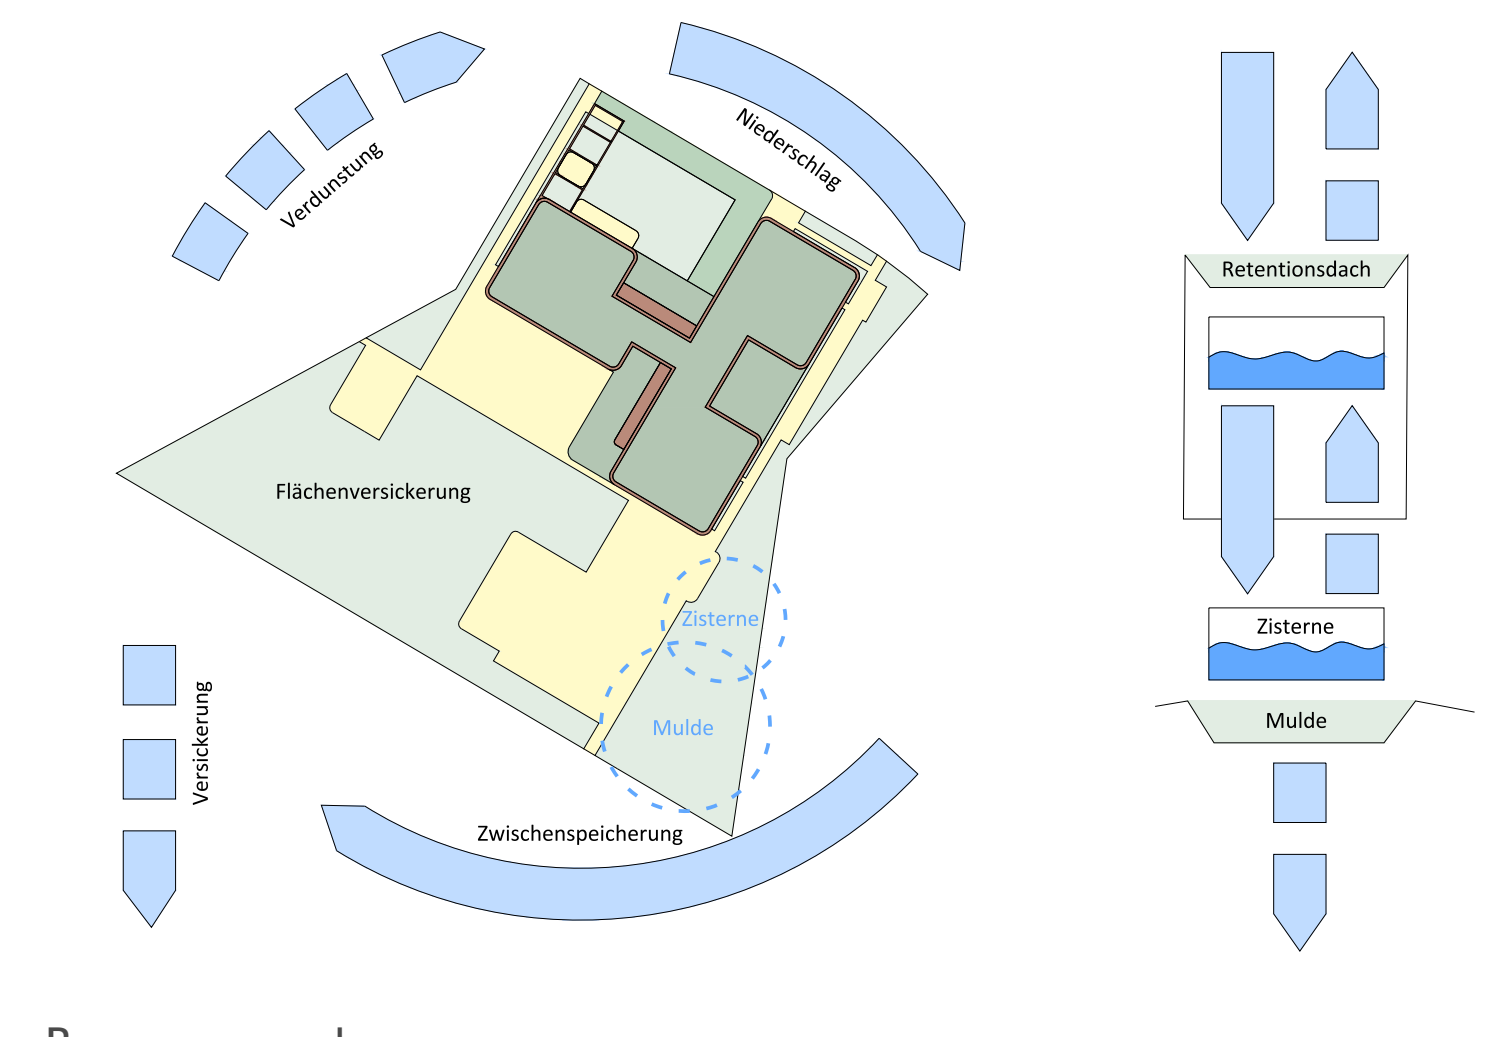 Niederschlag
Verdunstung
Retentionsdach
Flächenversickerung
Zisterne
Zisterne
Mulde
Mulde
Versickerung
Zwischenspeicherung